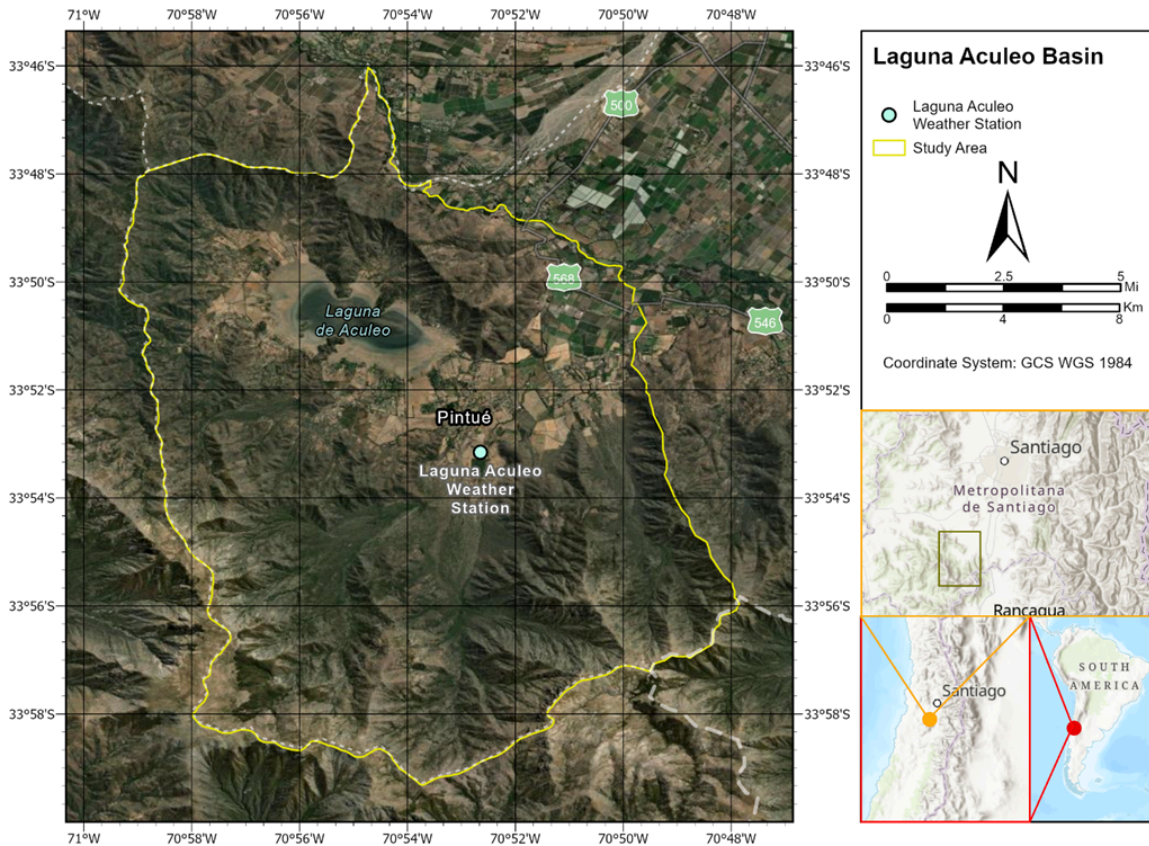 71°W 70°58'W 70°56'W 70°54'W 70°52'W 70°50'W 70°48'W
33°46'S
33°48'S
33°50'S
33°52'S
33°54'S
33°56'S
33°58'S
500
568
546
Laguna
de Aculeo
Pintué
Laguna Aculeo
Weather
Station
33°46'S
33°48'S
33°50'S
33°52'S
33°54'S
33°56'S
33°58'S
71°W 70°58'W 70°56'W 70°54'W 70°52'W 70°50'W 70°48'W
Laguna Aculeo Basin
Laguna Aculeo
Weather Station
Study Area
N
0 2.5 5
Mi
Km
0 4 8
Coordinate System: GCS WGS 1984
Santiago
Metropolitana
de Santiago
Rancagua
Santiago
SOUTH
AMERICA